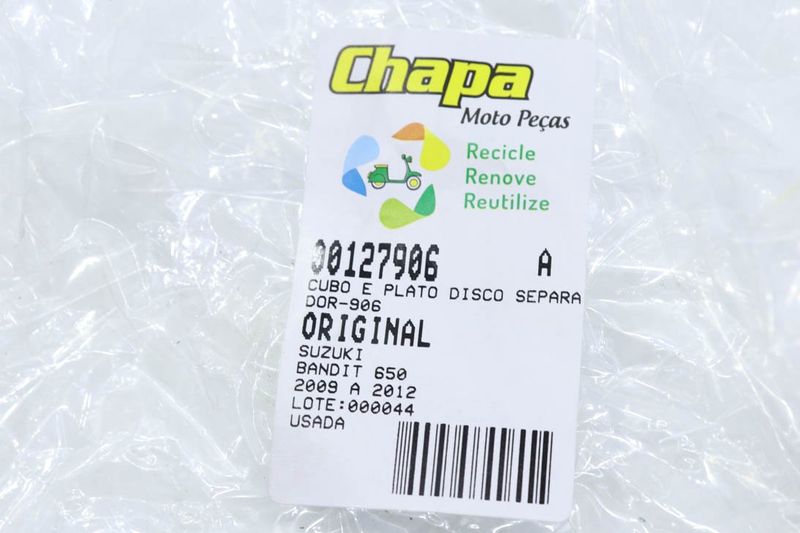 Chapa
Moto Peças
Recicle
Renove
Reutilize
00127906 A
CUBO E PLATO DISCO SEPARA
DOR-906
ORIGINAL
SUZUKI
BANDIT 650
2009 A 2012
LOTE:000044
USADA